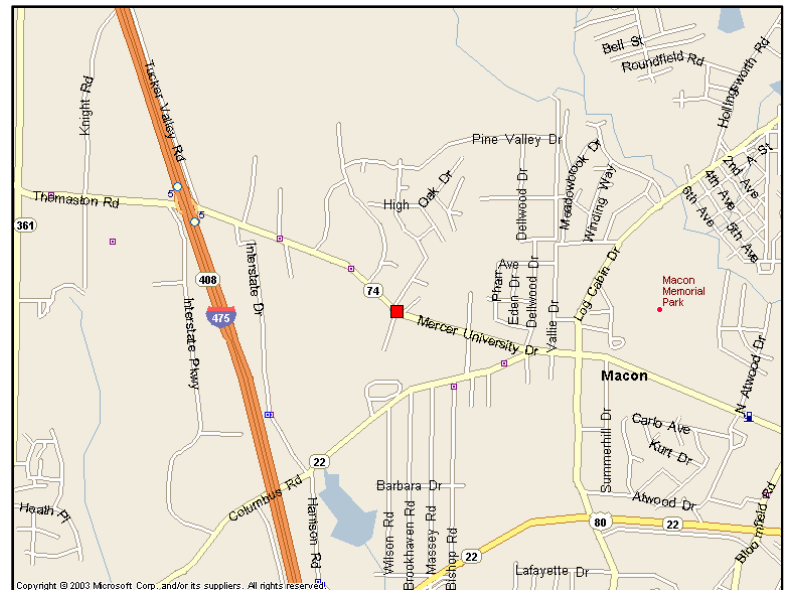 Bell St
Roundfield Rd
Hollingsworth Rd
Knight Rd
Tucker Valley Rd
Pine Valley Dr
Meadowbrook Dr
Winding Way
A St
2nd Ave
4th Ave
6th Ave
5th Ave
Thomaston Rd
5
5
High
Oak Dr
Dellwood Dr
361
Interstate Dr
408
74
Pharr Ave
Eden Dr
Dellwood Dr
Vallie Dr
Log Cabin Dr
Macon
Memorial
Park
475
Interstate Pkwy
Mercer University Dr
Macon
N Atwood Dr
Carlo Ave
Kurt Dr
Summerhill Dr
22
Columbus Rd
Barbara Dr
Atwood Dr
Heath Pl
Harrison Rd
Wilson Rd
Brookhaven Rd
Massey Rd
Bishop Rd
80
22
22
Bloomfield Rd
Lafayette Dr
Copyright © 2003 Microsoft Corp. and/or its suppliers. All rights reserved.